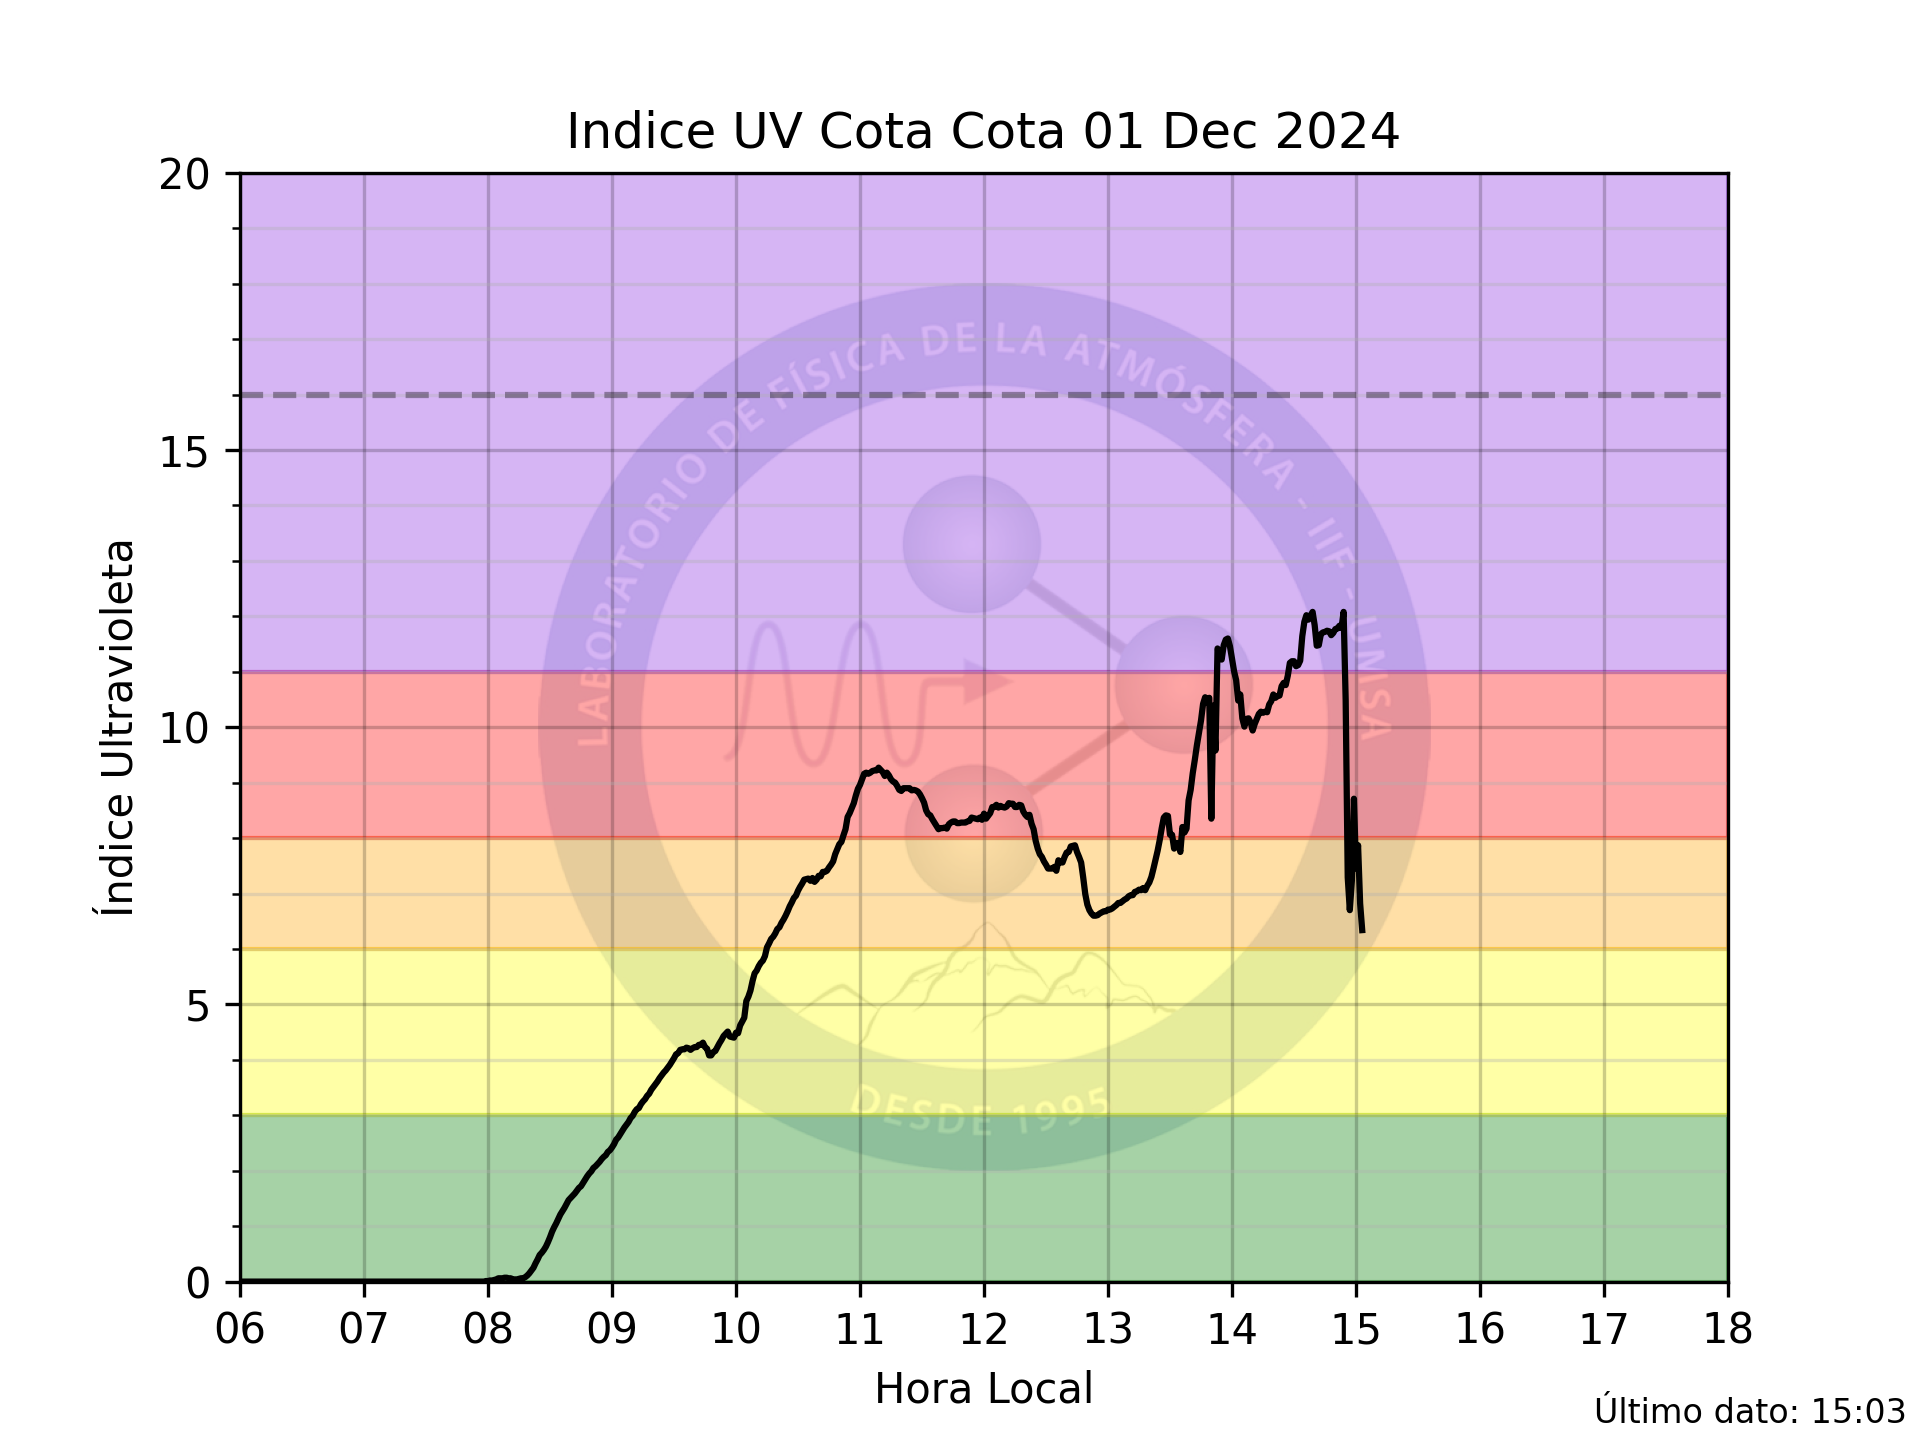 Indice UV Cota Cota 01 Dec 2024
20
15
10
5
0
Índice Ultravioleta
LABORATORIO DE FÍSICA DE LA ATMÓSFERA - IIF - UMSA
DESDE 1995
06 07 08 09 10 11 12 13 14 15 16 17 18
Hora Local
Último dato: 15:03